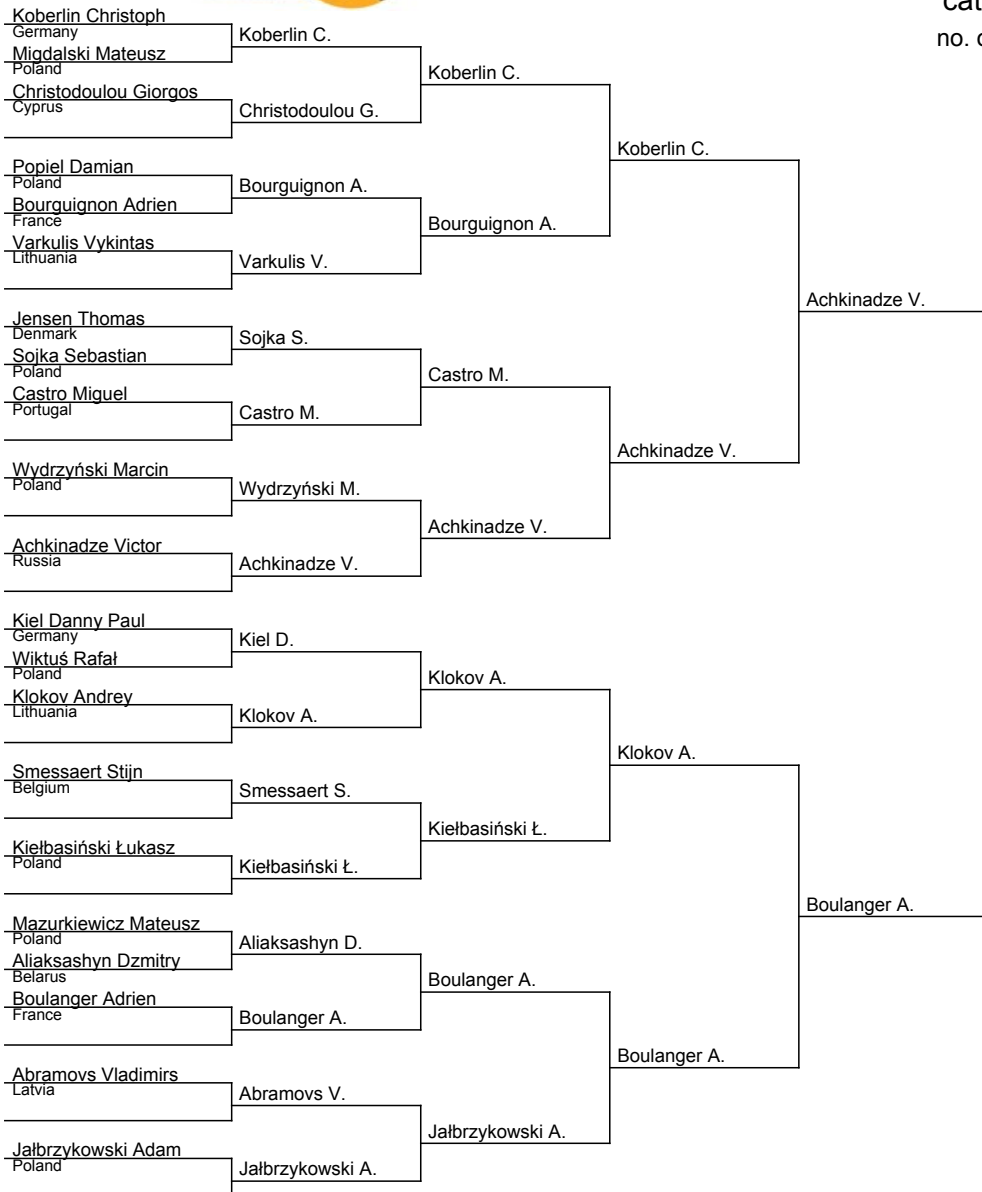 Koberlin Christoph
Germany
Migdalski Mateusz
Poland
Christodoulou Giorgos
Cyprus
Popiel Damian
Poland
Bourguignon Adrien
France
Varkulis Vykintas
Lithuania
Jensen Thomas
Denmark
Sojka Sebastian
Poland
Castro Miguel
Portugal
Wydrzyński Marcin
Poland
Achkinadze Victor
Russia
Kiel Danny Paul
Germany
Wiktuś Rafał
Poland
Klokov Andrey
Lithuania
Smessaert Stijn
Belgium
Kiełbasiński Łukasz
Poland
Mazurkiewicz Mateusz
Poland
Aliaksashyn Dzmitry
Belarus
Boulanger Adrien
France
Abramovs Vladimirs
Latvia
Jałbrzykowski Adam
Poland
Koberlin C.
Christodoulou G.
Bourguignon A.
Varkulis V.
Sojka S.
Castro M.
Wydrzyński M.
Achkinadze V.
Kiel D.
Klokov A.
Smessaert S.
Kiełbasiński Ł.
Aliaksashyn D.
Boulanger A.
Abramovs V.
Jałbrzykowski A.
Koberlin C.
Bourguignon A.
Castro M.
Achkinadze V.
Klokov A.
Kiełbasiński Ł.
Boulanger A.
Jałbrzykowski A.
Koberlin C.
Achkinadze V.
Klokov A.
Boulanger A.
Achkinadze V.
Boulanger A.
cat
no.